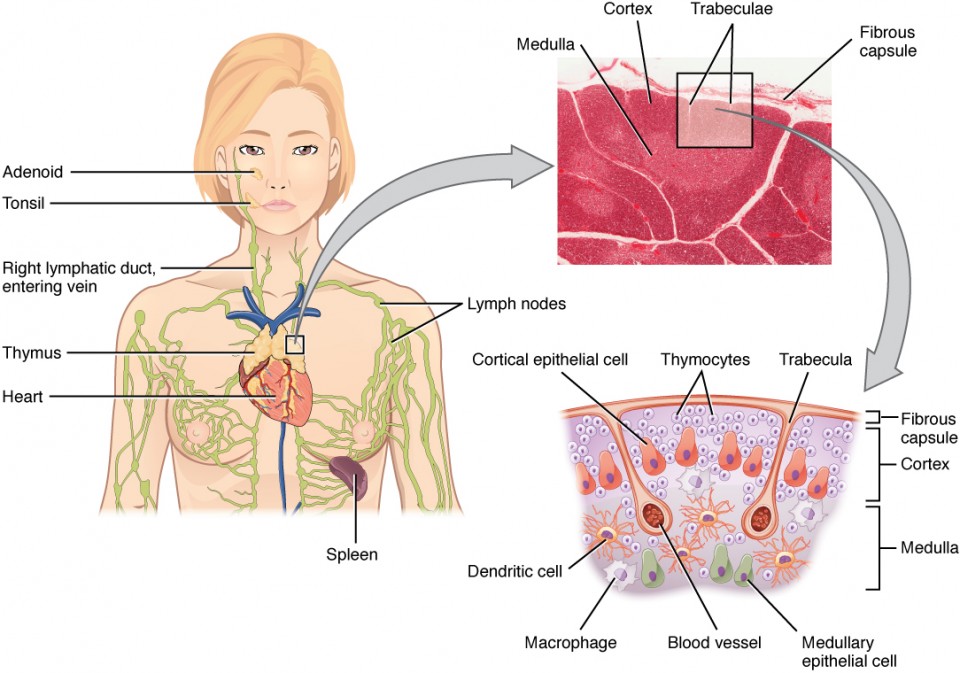 Adenoid
Tonsil
Right lymphatic duct,
entering vein
Thymus
Heart
Lymph nodes
Spleen
Cortex
Trabeculae
Medulla
Fibrous
capsule
Cortical epithelial cell
Thymocytes
Trabecula
Fibrous
capsule
Cortex
Medulla
Dendritic cell
Macrophage
Blood vessel
Medullary
epithelial cell